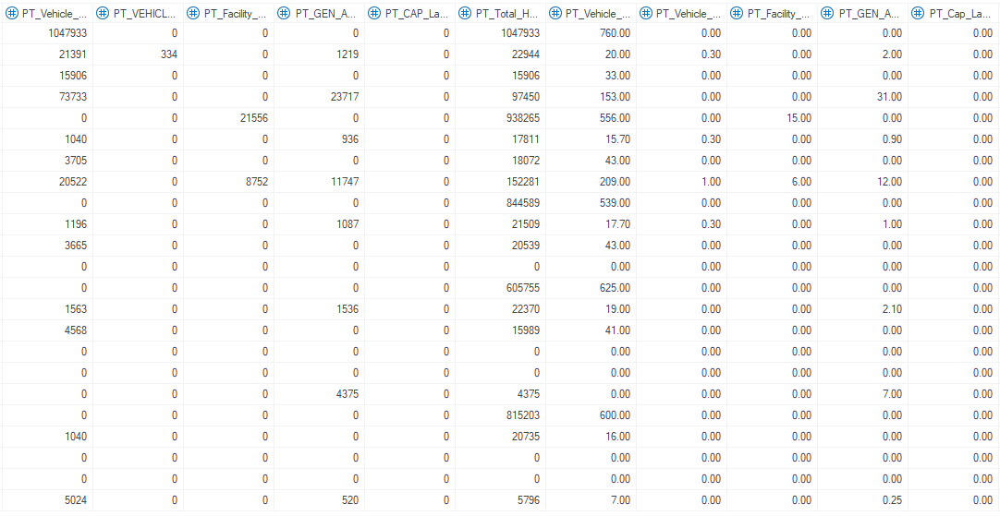 PT_Vehicle_... PT_VEHICL... PT_Facility_... PT_GEN_A... PT_CAP_La... PT_Total_H... PT_Vehicle_... PT_Vehicle_... PT_Facility_... PT_GEN_A... PT_Cap_La...
1047933 0 0 0 0 1047933 760.00 0.00 0.00 0.00 0.00
21391 334 0 1219 0 22944 20.00 0.30 0.00 2.00 0.00
15906 0 0 0 0 15906 33.00 0.00 0.00 0.00 0.00
73733 0 0 23717 0 97450 153.00 0.00 0.00 31.00 0.00
0 0 21556 0 0 938265 556.00 0.00 15.00 0.00 0.00
1040 0 0 936 0 17811 15.70 0.30 0.00 0.90 0.00
3705 0 0 0 0 18072 43.00 0.00 0.00 0.00 0.00
20522 0 8752 11747 0 152281 209.00 1.00 6.00 12.00 0.00
0 0 0 0 0 844589 539.00 0.00 0.00 0.00 0.00
1196 0 0 1087 0 21509 17.70 0.30 0.00 1.00 0.00
3665 0 0 0 0 20539 43.00 0.00 0.00 0.00 0.00
0 0 0 0 0 0 0.00 0.00 0.00 0.00 0.00
0 0 0 0 0 605755 625.00 0.00 0.00 0.00 0.00
1563 0 0 1536 0 22370 19.00 0.00 0.00 2.10 0.00
4568 0 0 0 0 15989 41.00 0.00 0.00 0.00 0.00
0 0 0 0 0 0 0.00 0.00 0.00 0.00 0.00
0 0 0 0 0 0 0.00 0.00 0.00 0.00 0.00
0 0 0 4375 0 4375 0.00 0.00 0.00 7.00 0.00
0 0 0 0 0 815203 600.00 0.00 0.00 0.00 0.00
1040 0 0 0 0 20735 16.00 0.00 0.00 0.00 0.00
0 0 0 0 0 0 0.00 0.00 0.00 0.00 0.00
0 0 0 0 0 0 0.00 0.00 0.00 0.00 0.00
5024 0 0 520 0 5796 7.00 0.00 0.00 0.25 0.00